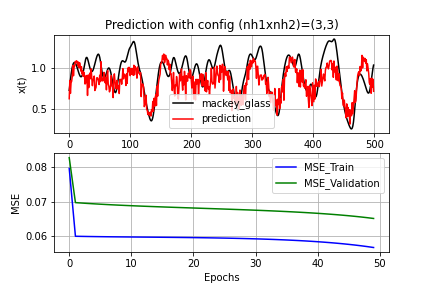 Prediction with config (nh1xnh2)=(3,3)
x(t)
1.0
0.5
mackey_glass
prediction
0 100 200 300 400 500
MSE
0.08
0.07
0.06
MSE_Train
MSE_Validation
0 10 20 30 40 50
Epochs